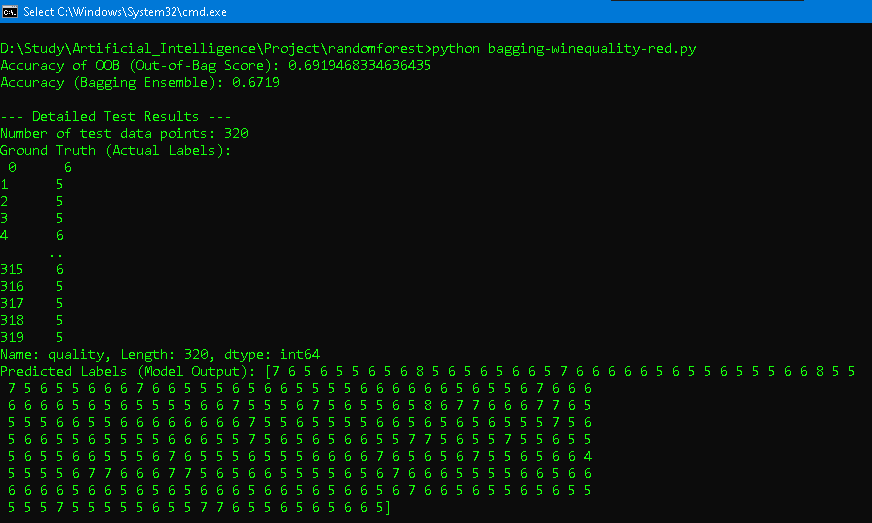 Select C:\Windows\System32\cmd.exe
D:\Study\Artificial_Intelligence\Project\randomforest>python bagging-winequality-red.py
Accuracy of OOB (Out-of-Bag Score): 0.6919468334636435
Accuracy (Bagging Ensemble): 0.6719
--- Detailed Test Results ---
Number of test data points: 320
Ground Truth (Actual Labels):
0 6
1 5
2 5
3 5
4 6
..
315 6
316 5
317 5
318 5
319 5
Name: quality, Length: 320, dtype: int64
Predicted Labels (Model Output): [7 6 5 6 5 5 6 5 6 8 5 6 5 6 5 6 6 5 7 6 6 6 6 6 5 6 5 5 6 5 5 5 6 6 8 5 5
7 5 6 5 5 6 6 6 7 6 6 5 5 5 6 5 6 6 5 5 5 5 6 6 6 6 6 6 5 6 5 5 6 7 6 6 6
6 6 6 6 5 6 5 6 5 5 5 5 5 6 6 7 5 5 5 6 7 5 6 5 5 6 5 8 6 7 7 6 6 6 7 7 6 5
5 5 5 6 6 5 6 6 6 6 6 6 6 6 6 7 5 5 6 5 5 5 5 6 6 5 6 6 5 6 5 6 5 5 5 7 5 6
5 6 6 5 5 6 5 5 5 5 6 6 6 5 5 7 5 5 5 6 5 6 6 5 6 5 7 7 5 6 5 5 7 5 5 6 5 5
5 6 5 5 6 6 5 5 5 6 7 6 5 5 5 6 5 5 6 6 6 6 6 7 6 5 6 5 6 7 5 5 6 5 6 6 6 4
5 5 5 5 6 7 7 6 6 7 7 5 6 5 6 6 5 5 5 5 6 5 6 5 6 7 6 6 6 5 5 5 5 6 6 5 6 6
6 6 6 6 5 6 6 5 5 6 5 6 5 6 6 5 5 6 5 6 6 5 6 5 6 6 7 6 6 5 6 5 5 6 5 6 5 5
5 5 5 7 5 5 5 5 5 6 5 5 7 7 6 5 5 6 5 6 5 6 6 5]